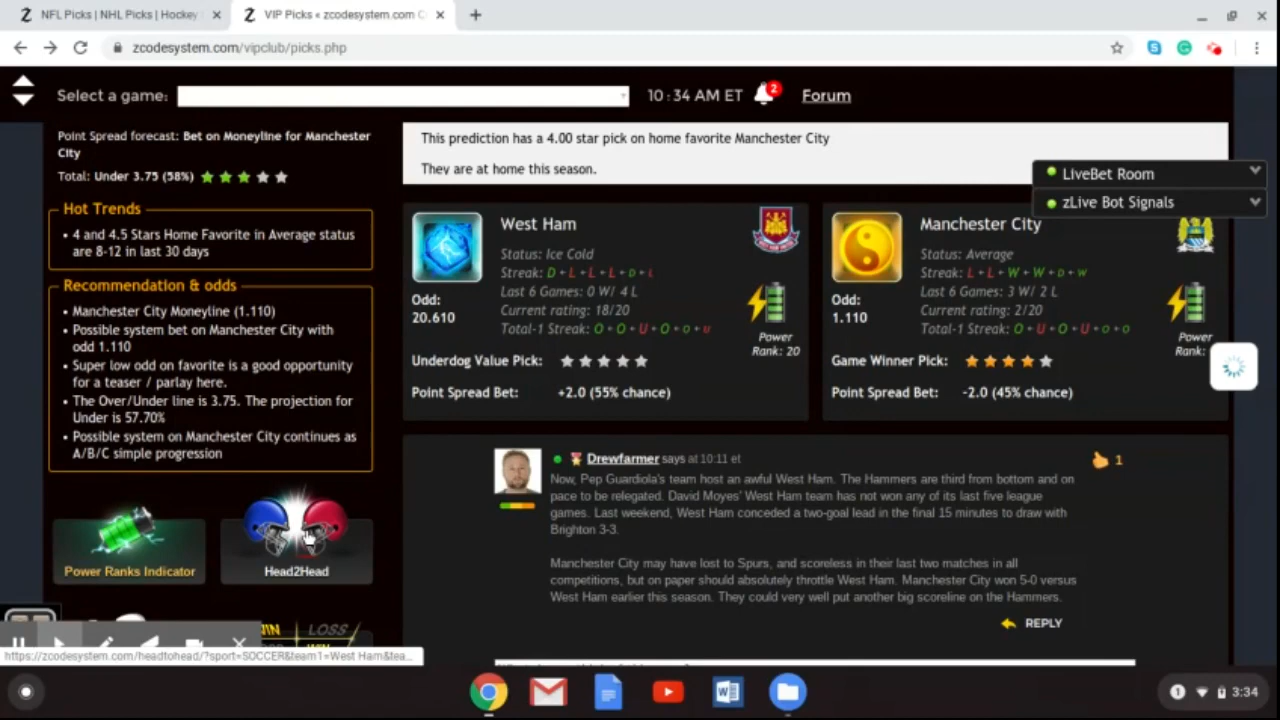 NFL Picks | NHL Picks | Hockey
VIP Picks « zcodesystem.com C
zcodesystem.com/vipclub/picks.php
Select a game:
10 : 34 AM ET
2
Forum
Point Spread forecast: Bet on Moneyline for Manchester
City
Total: Under 3.75 (58%)
Hot Trends
• 4 and 4.5 Stars Home Favorite in Average status
are 8-12 in last 30 days
Recommendation & odds
• Manchester City Moneyline (1.110)
• Possible system bet on Manchester City with
odd 1.110
• Super low odd on favorite is a good opportunity
for a teaser / parlay here.
• The Over/Under line is 3.75. The projection for
Under is 57.70%
• Possible system on Manchester City continues as
A/B/C simple progression
Power Ranks Indicator
Head2Head
WIN LOSS
This prediction has a 4.00 star pick on home favorite Manchester City
They are at home this season.
LiveBet Room
zLive Bot Signals
West Ham
Status: Ice Cold
Streak: D + L + L + L + D + L
Last 6 Games: 0 W/ 4 L
Current rating: 18/20
Total-1 Streak: O + O + U + O + O + U
Odd:
20.610
Power
Rank: 20
Underdog Value Pick:
Point Spread Bet: +2.0 (55% chance)
Manchester City
Status: Average
Streak: L + L + W + W + D + W
Last 6 Games: 3 W/ 2 L
Current rating: 2/20
Total-1 Streak: O + U + O + U + O + O
Odd:
1.110
Power
Rank:
Game Winner Pick:
Point Spread Bet: -2.0 (45% chance)
Drewfarmer says at 10:11 et
1
Now, Pep Guardiola's team host an awful West Ham. The Hammers are third from bottom and on
pace to be relegated. David Moyes' West Ham team has not won any of its last five league
games. Last weekend, West Ham conceded a two-goal lead in the final 15 minutes to draw with
Brighton 3-3.
Manchester City may have lost to Spurs, and scoreless in their last two matches in all
competitions, but on paper should absolutely throttle West Ham. Manchester City won 5-0 versus
West Ham earlier this season. They could very well put another big scoreline on the Hammers.
REPLY
https://zcodesystem.com/headtohead/?sport=SOCCER&team1=West Ham&tea...
1
3:34